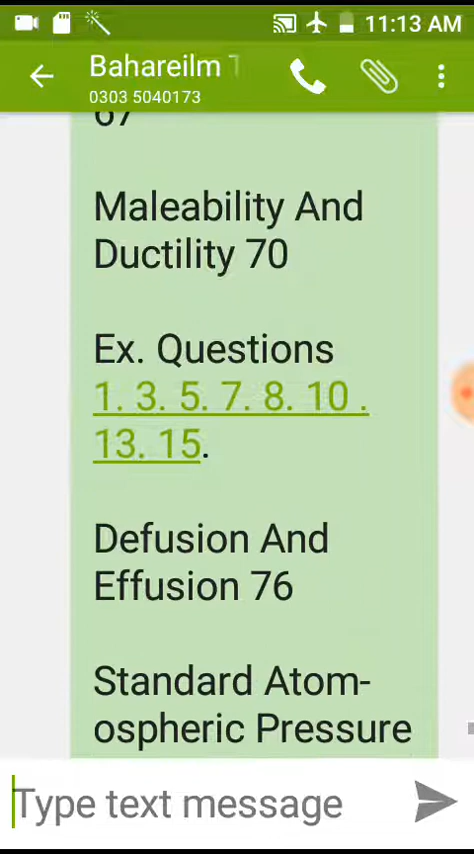 11:13 AM
Bahareilm T
0303 5040173
67
Maleability And
Ductility 70
Ex. Questions
1. 3. 5. 7. 8. 10 .
13. 15.
Defusion And
Effusion 76
Standard Atom-
ospheric Pressure
Type text message